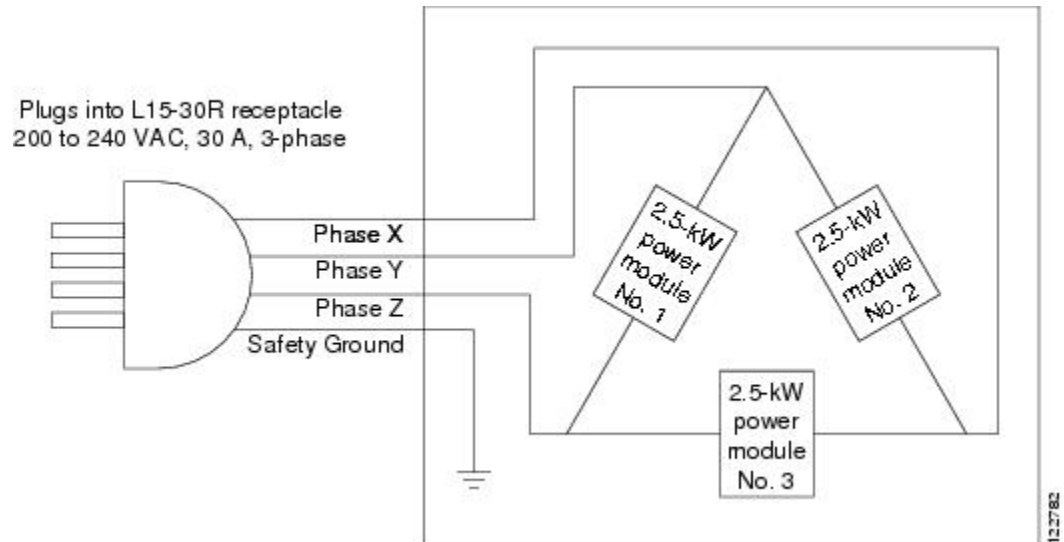 Plugs into L15-30R receptacle
200 to 240 VAC, 30 A, 3-phase
Phase X
Phase Y
Phase Z
Safety Ground
2.5-kW
power
module
No. 1
2.5-kW
power
module
No. 2
2.5-kW
power
module
No. 3
122782